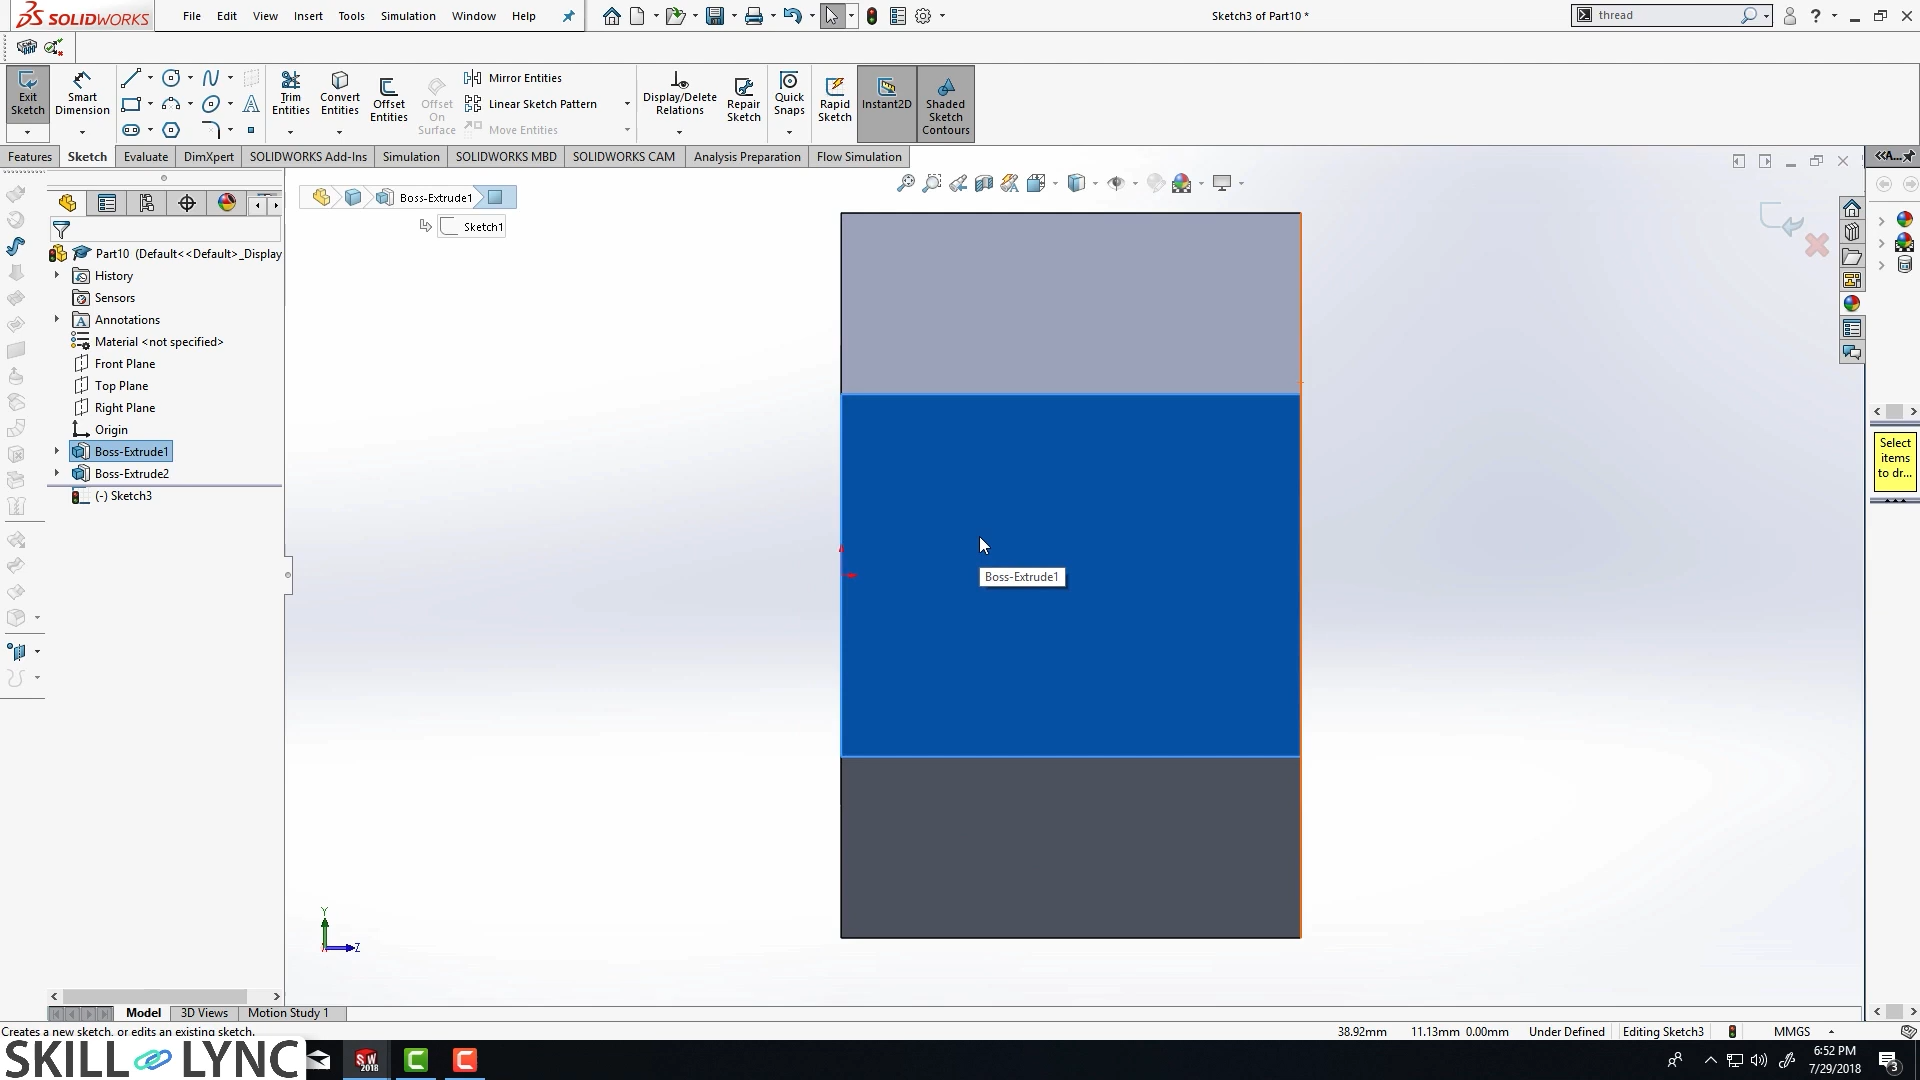 SOLIDWORKS
File Edit View Insert Tools Simulation Window Help
Sketch3 of Part10 *
thread
Exit Sketch
Smart Dimension
Trim Entities
Convert Entities
Offset Entities
Offset On Surface
Mirror Entities
Linear Sketch Pattern
Move Entities
Display/Delete Relations
Repair Sketch
Quick Snaps
Rapid Sketch
Instant2D
Shaded Sketch Contours
Features Sketch Evaluate DimXpert SOLIDWORKS Add-Ins Simulation SOLIDWORKS MBD SOLIDWORKS CAM Analysis Preparation Flow Simulation
«A...
Boss-Extrude1
Sketch1
Part10 (Default<<Default>_Display
History
Sensors
Annotations
Material <not specified>
Front Plane
Top Plane
Right Plane
Origin
Boss-Extrude1
Boss-Extrude2
(-) Sketch3
Boss-Extrude1
Select
items
to dr...
Y
Z
Model 3D Views Motion Study 1
Creates a new sketch, or edits an existing sketch.
38.92mm 11.13mm 0.00mm Under Defined Editing Sketch3 MMGS
SKILL LYNC
SW 2018
6:52 PM
7/29/2018
3